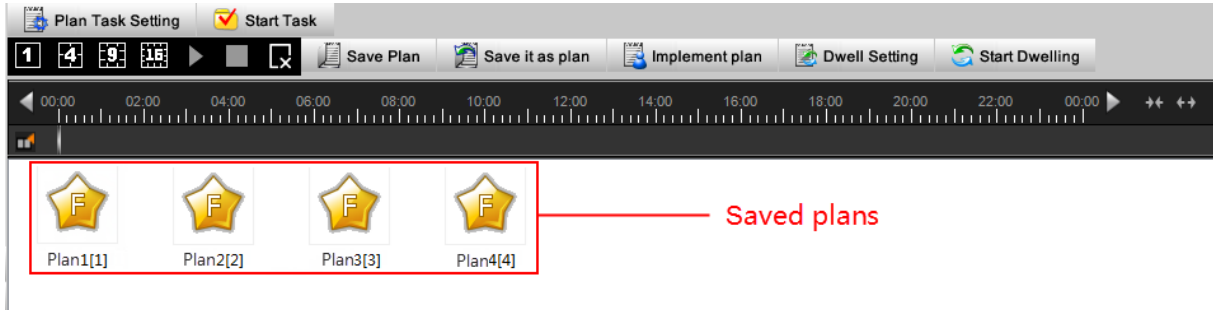 Plan Task Setting Start Task
1 4 9 16 Save Plan Save it as plan Implement plan Dwell Setting Start Dwelling
00:00 02:00 04:00 06:00 08:00 10:00 12:00 14:00 16:00 18:00 20:00 22:00 00:00
F F F F
Saved plans
Plan1[1] Plan2[2] Plan3[3] Plan4[4]